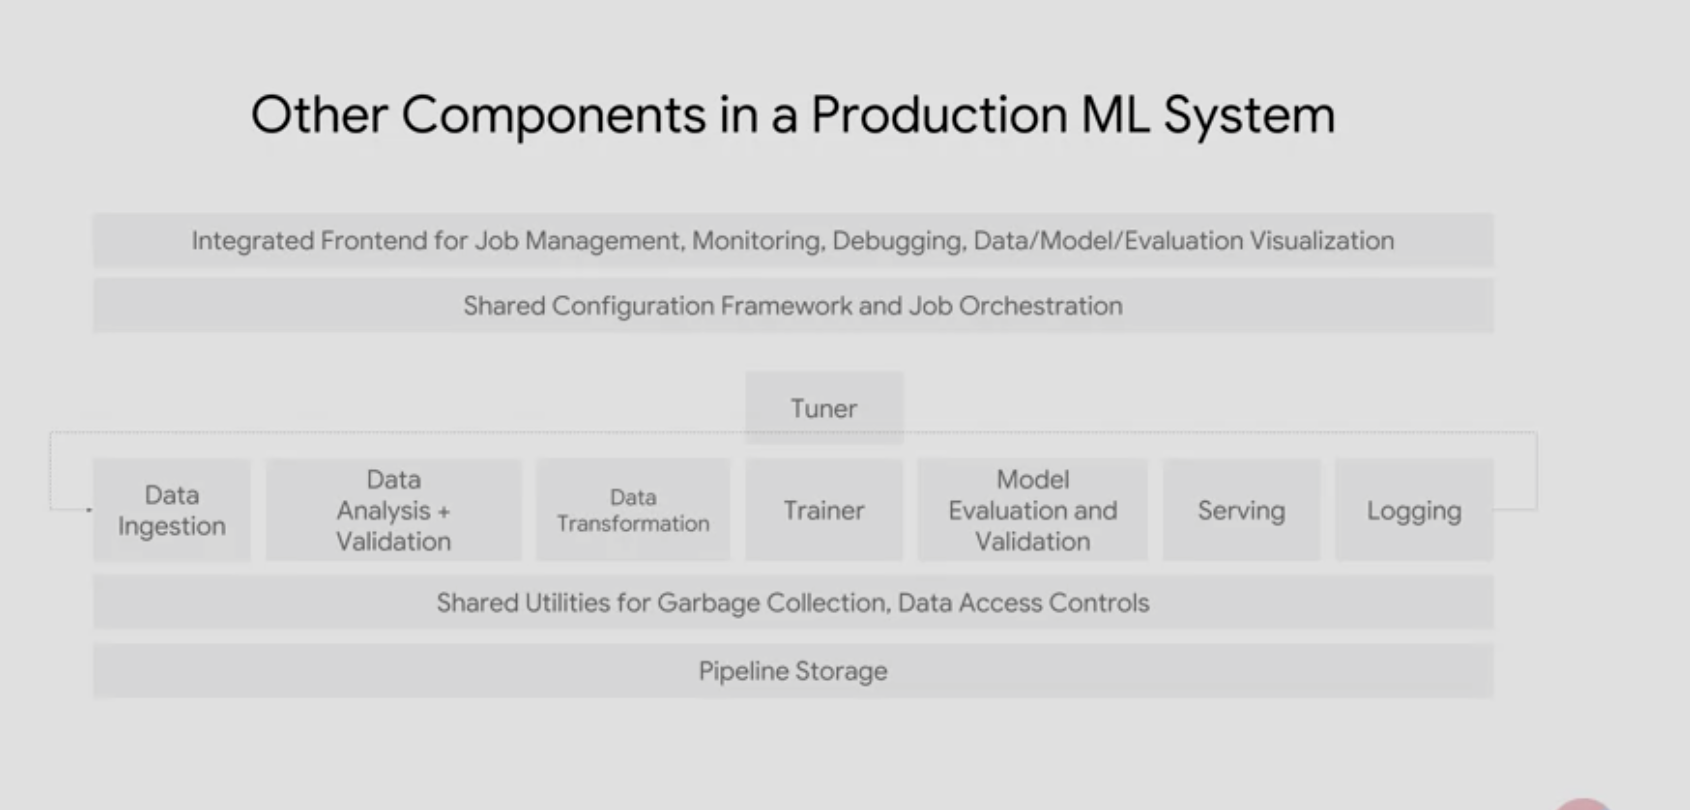 Other Components in a Production ML System
Integrated Frontend for Job Management, Monitoring, Debugging, Data/Model/Evaluation Visualization
Shared Configuration Framework and Job Orchestration
Tuner
Data
Ingestion
Data
Analysis +
Validation
Data
Transformation
Trainer
Model
Evaluation and
Validation
Serving
Logging
Shared Utilities for Garbage Collection, Data Access Controls
Pipeline Storage